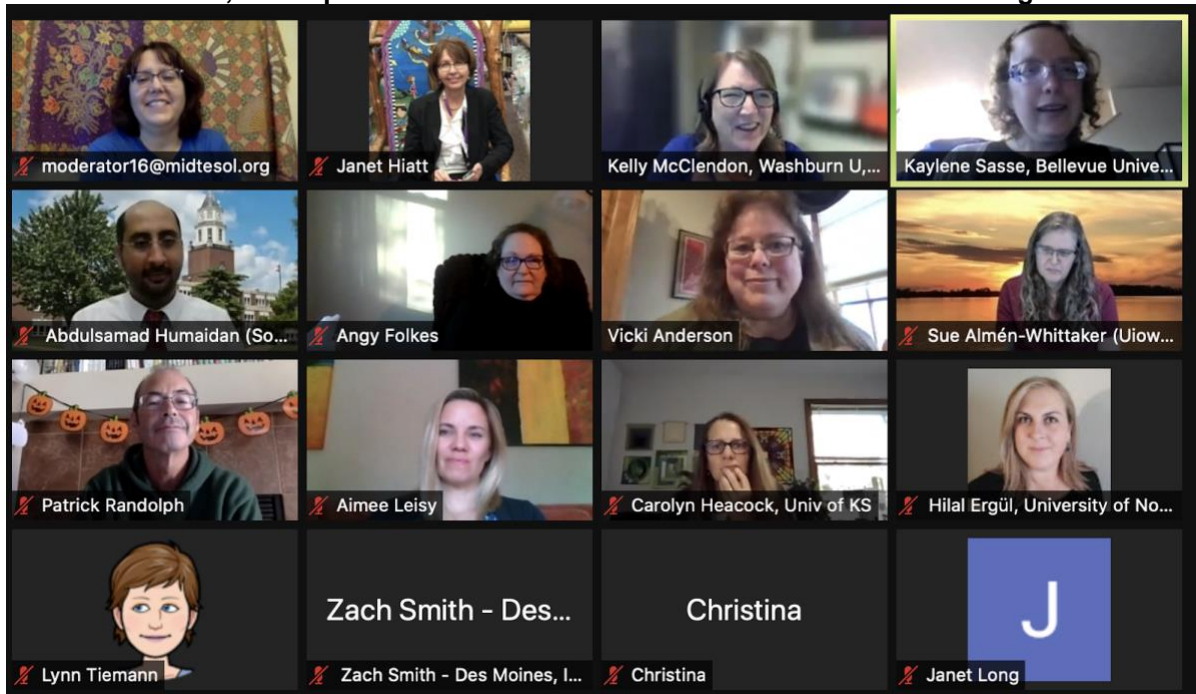 moderator16@midtesol.org
Janet Hiatt
Kelly McClendon, Washburn U,...
Kaylene Sasse, Bellevue Unive...
Abdulsamad Humaidan (So...
Angy Folkes
Vicki Anderson
Sue Almén-Whittaker (Uiow...
Patrick Randolph
Aimee Leisy
Carolyn Heacock, Univ of KS
Hilal Ergül, University of No...
Lynn Tiemann
Zach Smith - Des...
Zach Smith - Des Moines, I...
Christina
Christina
J
Janet Long